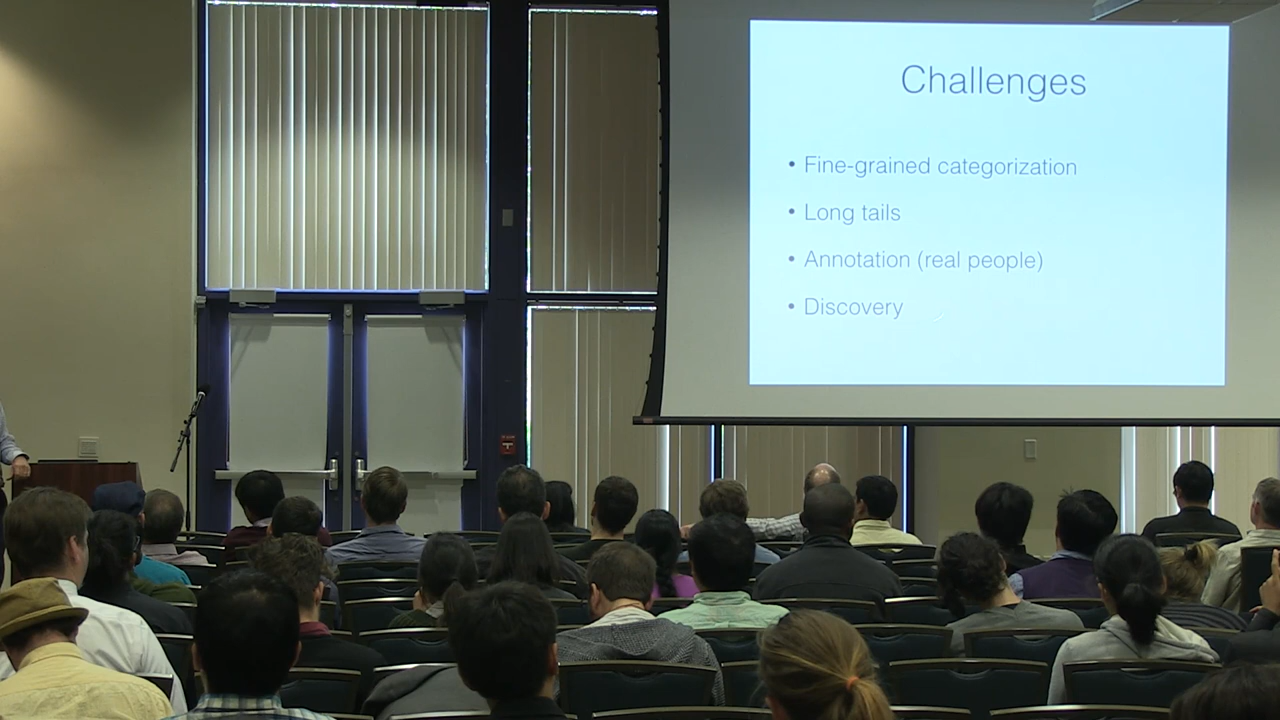 Challenges
• Fine-grained categorization
• Long tails
• Annotation (real people)
• Discovery